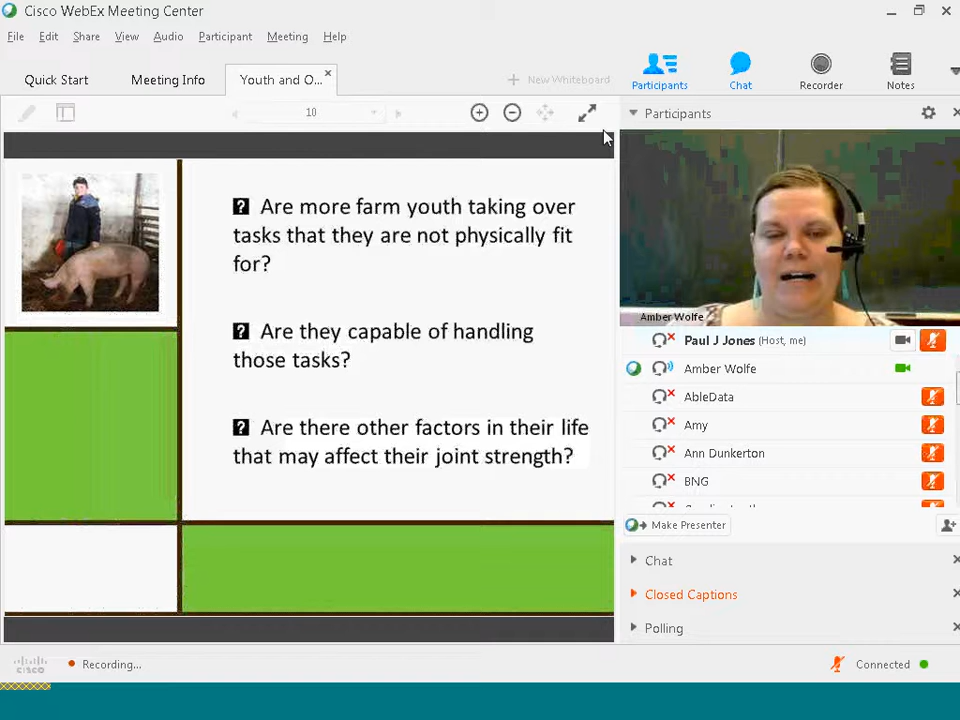 Cisco WebEx Meeting Center
File Edit Share View Audio Participant Meeting Help
Quick Start Meeting Info Youth and O... New Whiteboard
Participants Chat Recorder Notes
10
Participants
? Are more farm youth taking over
tasks that they are not physically fit
for?
? Are they capable of handling
those tasks?
? Are there other factors in their life
that may affect their joint strength?
Amber Wolfe
Paul J Jones (Host, me)
Amber Wolfe
AbleData
Amy
Ann Dunkerton
BNG
Make Presenter
Chat
Closed Captions
Polling
cisco Recording... Connected